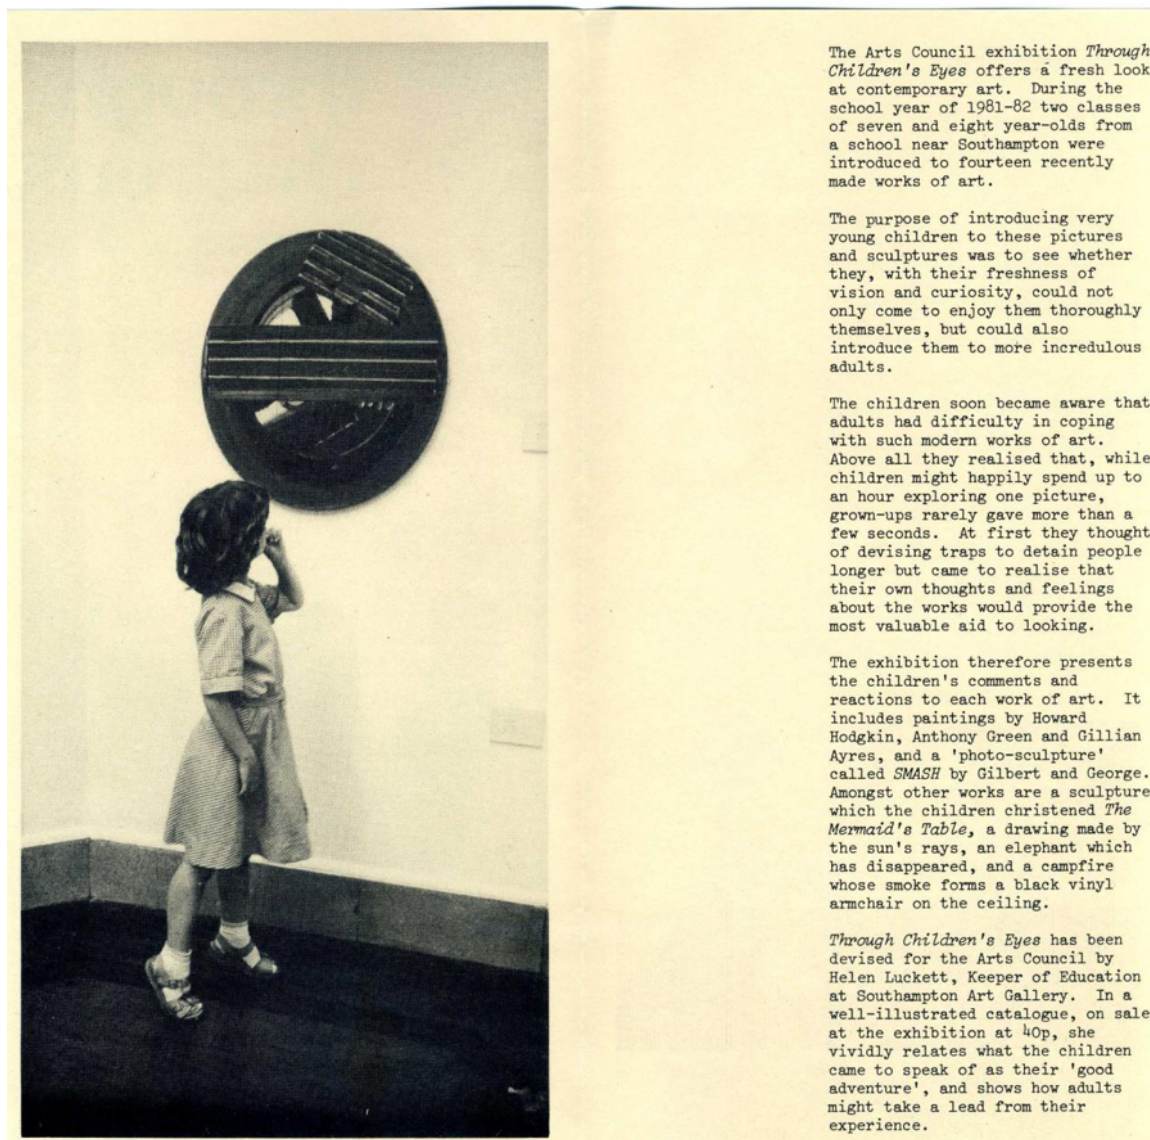 The Arts Council exhibition Through
Children's Eyes offers a fresh look
at contemporary art. During the
school year of 1981-82 two classes
of seven and eight year-olds from
a school near Southampton were
introduced to fourteen recently
made works of art.
The purpose of introducing very
young children to these pictures
and sculptures was to see whether
they, with their freshness of
vision and curiosity, could not
only come to enjoy them thoroughly
themselves, but could also
introduce them to more incredulous
adults.
The children soon became aware that
adults had difficulty in coping
with such modern works of art.
Above all they realised that, while
children might happily spend up to
an hour exploring one picture,
grown-ups rarely gave more than a
few seconds. At first they thought
of devising traps to detain people
longer but came to realise that
their own thoughts and feelings
about the works would provide the
most valuable aid to looking.
The exhibition therefore presents
the children's comments and
reactions to each work of art. It
includes paintings by Howard
Hodgkin, Anthony Green and Gillian
Ayres, and a 'photo-sculpture'
called SMASH by Gilbert and George.
Amongst other works are a sculpture
which the children christened The
Mermaid's Table, a drawing made by
the sun's rays, an elephant which
has disappeared, and a campfire
whose smoke forms a black vinyl
armchair on the ceiling.
Through Children's Eyes has been
devised for the Arts Council by
Helen Luckett, Keeper of Education
at Southampton Art Gallery. In a
well-illustrated catalogue, on sale
at the exhibition at 40p, she
vividly relates what the children
came to speak of as their 'good
adventure', and shows how adults
might take a lead from their
experience.